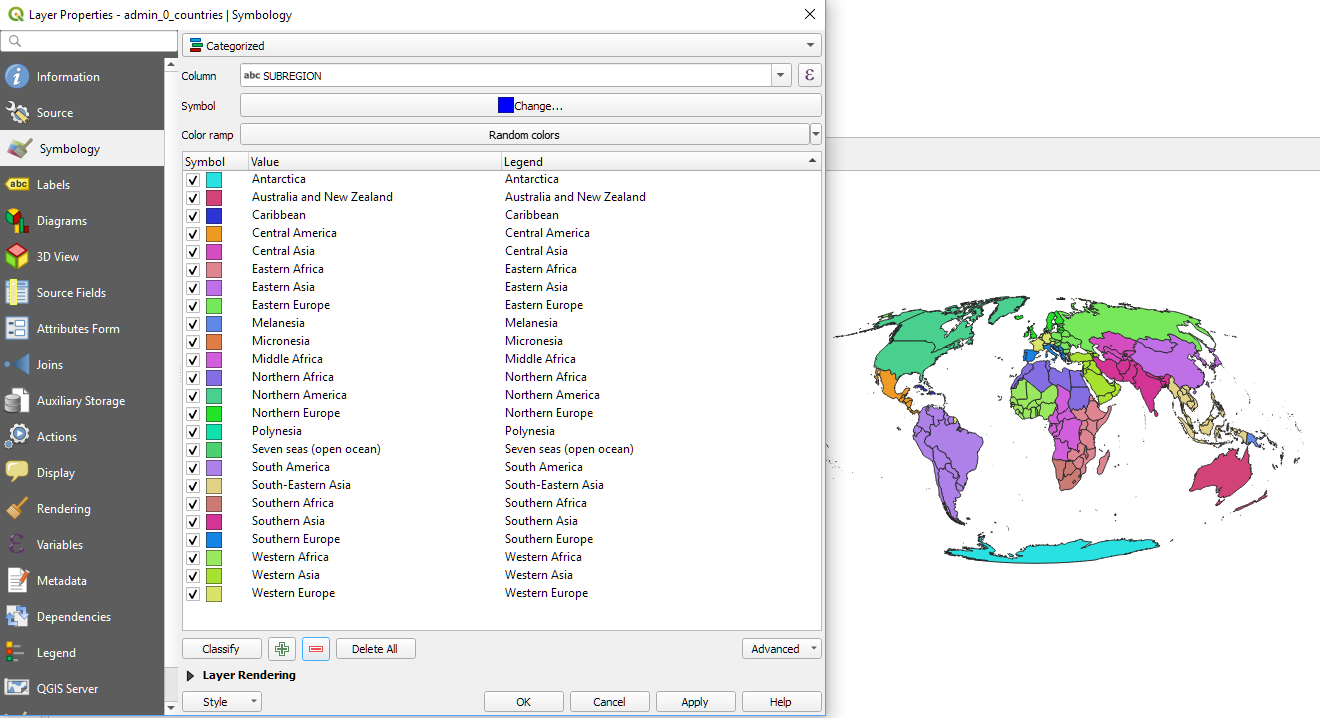 Layer Properties - admin_0_countries | Symbology
Categorized
Column abc SUBREGION ε
Symbol Change...
Color ramp Random colors
Information
Source
Symbology
abc Labels
Diagrams
3D View
Source Fields
Attributes Form
Joins
Auxiliary Storage
Actions
Display
Rendering
ε Variables
Metadata
Dependencies
Legend
QGIS Server
Symbol Value Legend
Antarctica Antarctica
Australia and New Zealand Australia and New Zealand
Caribbean Caribbean
Central America Central America
Central Asia Central Asia
Eastern Africa Eastern Africa
Eastern Asia Eastern Asia
Eastern Europe Eastern Europe
Melanesia Melanesia
Micronesia Micronesia
Middle Africa Middle Africa
Northern Africa Northern Africa
Northern America Northern America
Northern Europe Northern Europe
Polynesia Polynesia
Seven seas (open ocean) Seven seas (open ocean)
South America South America
South-Eastern Asia South-Eastern Asia
Southern Africa Southern Africa
Southern Asia Southern Asia
Southern Europe Southern Europe
Western Africa Western Africa
Western Asia Western Asia
Western Europe Western Europe
Classify Delete All Advanced
Layer Rendering
Style OK Cancel Apply Help